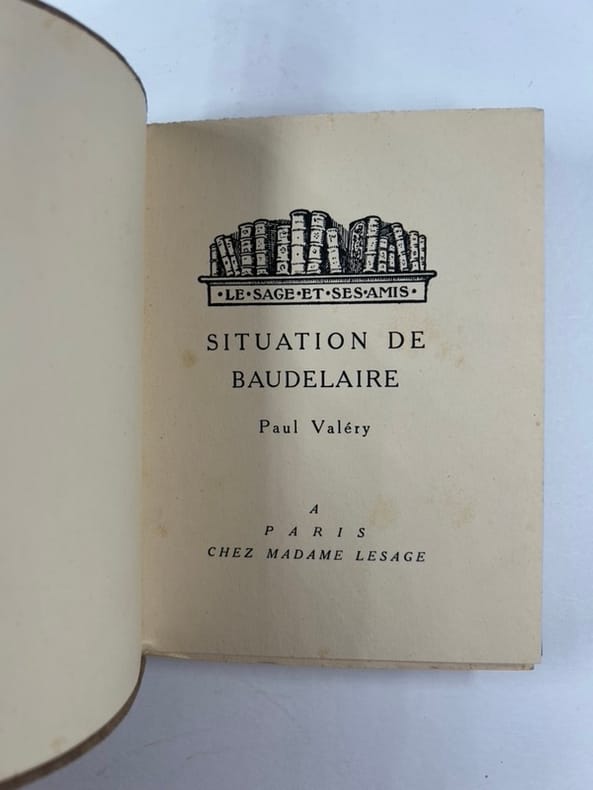 ·LE·SAGE·ET·SES·AMIS·
SITUATION DE
BAUDELAIRE
Paul Valéry
A
PARIS
CHEZ MADAME LESAGE